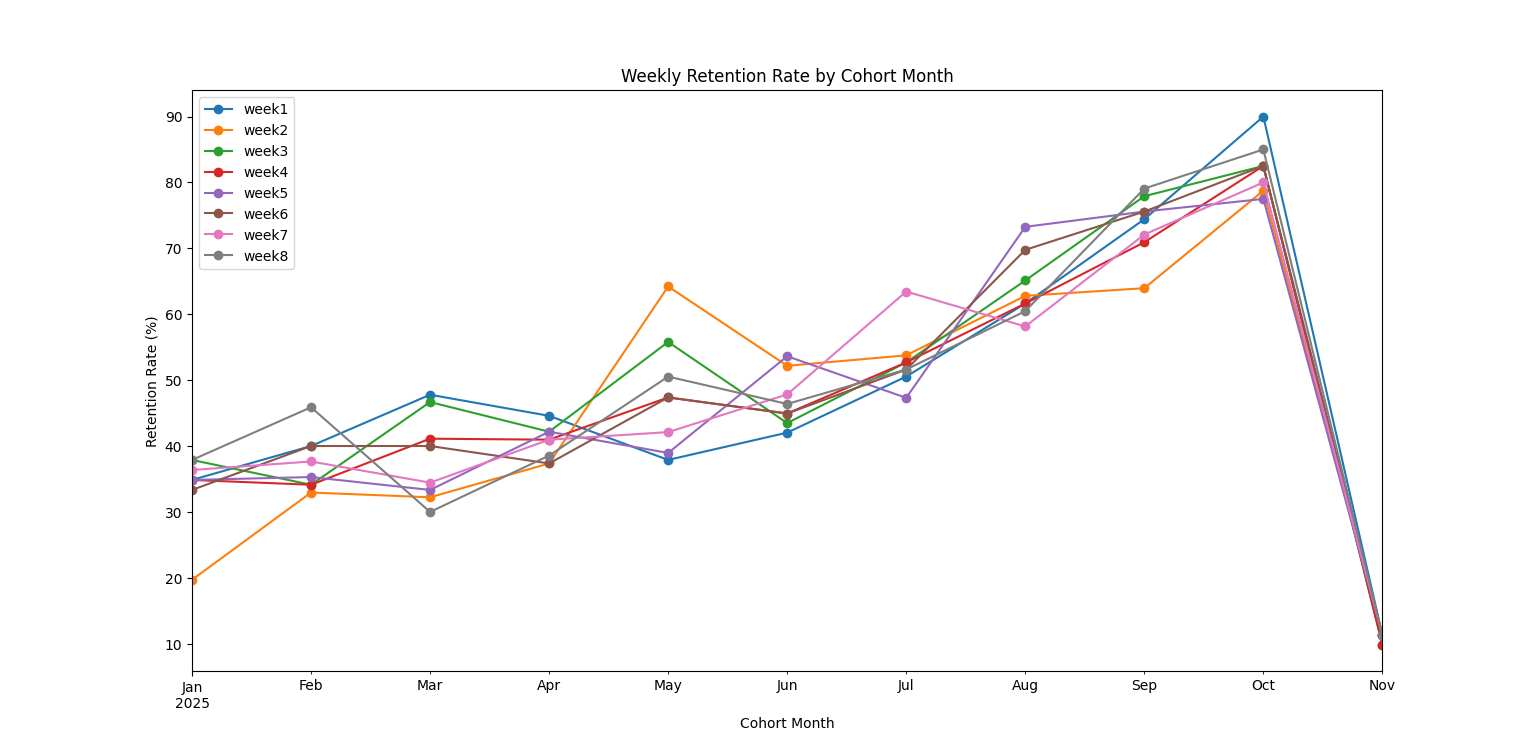 Weekly Retention Rate by Cohort Month
week1
week2
week3
week4
week5
week6
week7
week8
90
80
70
60
50
40
30
20
10
Retention Rate (%)
Jan
2025
Feb
Mar
Apr
May
Jun
Jul
Aug
Sep
Oct
Nov
Cohort Month